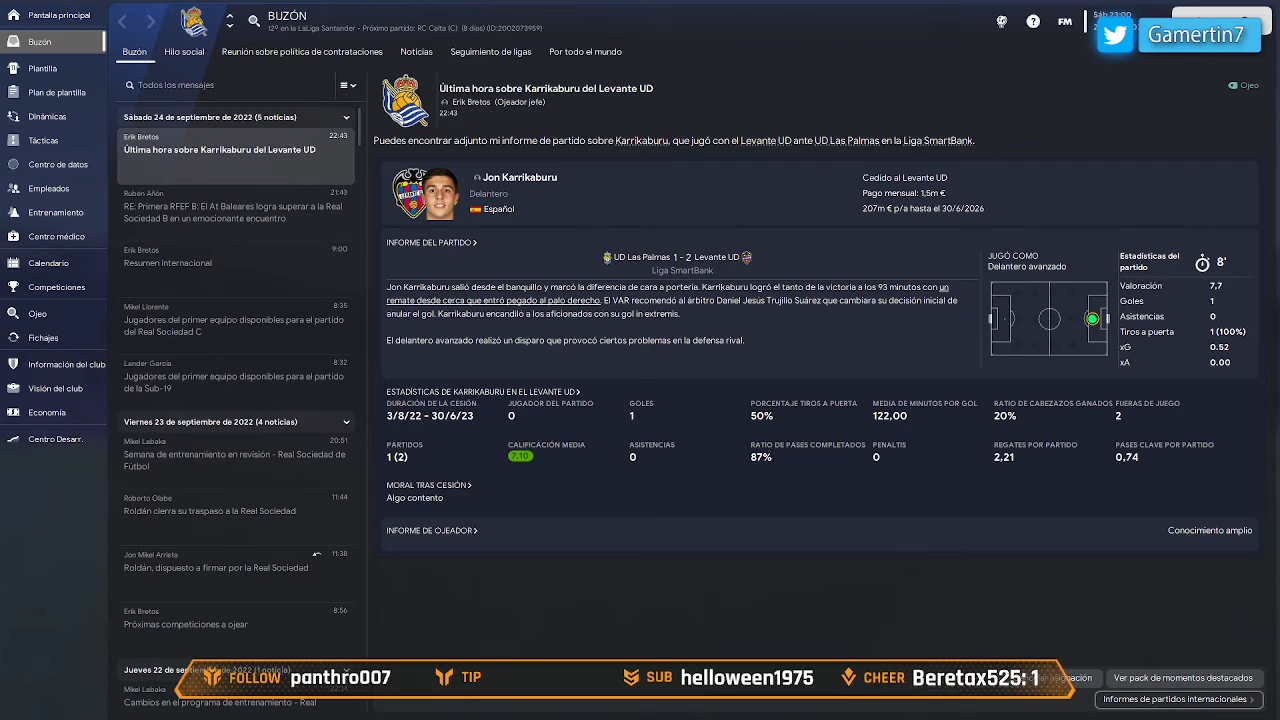 Principal
Buzón
Plantilla
Plan de plantilla
Dinámicas
Tácticas
Centro de datos
Empleados
Entrenamiento
Centro médico
Calendario
Competiciones
Ojeo
Fichajes
Información del club
Visión del club
Economía
Centro Desarr.
BUZÓN
12º en la LaLiga Santander - Próximo partido: RC Celta (C) (8 días) (ID:2002073959)
FM
Sáb 23:00
Gamertin7
Buzón
Hilo social
Reunión sobre política de contrataciones
Noticias
Seguimiento de ligas
Por todo el mundo
Todos los mensajes
Sábado 24 de septiembre de 2022 (5 noticias)
Erik Bretos 22:43
Última hora sobre Karrikaburu del Levante UD
Rubén Añón 21:43
RE: Primera RFEF B: El At Baleares logra superar a la Real
Sociedad B en un emocionante encuentro
Erik Bretos 9:00
Resumen internacional
Mikel Llorente 8:35
Jugadores del primer equipo disponibles para el partido
del Real Sociedad C
Lander García 8:32
Jugadores del primer equipo disponibles para el partido
de la Sub-19
Viernes 23 de septiembre de 2022 (4 noticias)
Mikel Labaka 20:51
Semana de entrenamiento en revisión - Real Sociedad de
Fútbol
Roberto Olabe 11:44
Roldán cierra su traspaso a la Real Sociedad
Jon Mikel Arrieta 11:38
Roldán, dispuesto a firmar por la Real Sociedad
Erik Bretos 8:56
Próximas competiciones a ojear
Jueves 22 de septiembre de 2022 (1 noticia)
Mikel Labaka 22:14
Cambios en el programa de entrenamiento - Real
Última hora sobre Karrikaburu del Levante UD
Erik Bretos (Ojeador jefe)
22:43
Ojeo
Puedes encontrar adjunto mi informe de partido sobre Karrikaburu, que jugó con el Levante UD ante UD Las Palmas en la Liga SmartBank.
Jon Karrikaburu
Delantero
Español
Cedido al Levante UD
Pago mensual: 1,5m €
207m € p/a hasta el 30/6/2026
INFORME DEL PARTIDO >
UD Las Palmas 1 - 2 Levante UD
Liga SmartBank
Jon Karrikaburu salió desde el banquillo y marcó la diferencia de cara a portería. Karrikaburu logró el tanto de la victoria a los 93 minutos con un
remate desde cerca que entró pegado al palo derecho. El VAR recomendó al árbitro Daniel Jesús Trujillo Suárez que cambiara su decisión inicial de
anular el gol. Karrikaburu encandiló a los aficionados con su gol in extremis.
El delantero avanzado realizó un disparo que provocó ciertos problemas en la defensa rival.
JUGÓ COMO
Delantero avanzado
Estadísticas del
partido
8'
Valoración 7.7
Goles 1
Asistencias 0
Tiros a puerta 1 (100%)
xG 0.52
xA 0.00
ESTADÍSTICAS DE KARRIKABURU EN EL LEVANTE UD >
DURACIÓN DE LA CESIÓN JUGADOR DEL PARTIDO GOLES PORCENTAJE TIROS A PUERTA MEDIA DE MINUTOS POR GOL RATIO DE CABEZAZOS GANADOS FUERAS DE JUEGO
3/8/22 - 30/6/23 0 1 50% 122,00 20% 2
PARTIDOS CALIFICACIÓN MEDIA ASISTENCIAS RATIO DE PASES COMPLETADOS PENALTIS REGATES POR PARTIDO PASES CLAVE POR PARTIDO
1 (2) 7.10 0 87% 0 2,21 0,74
MORAL TRAS CESIÓN >
Algo contento
INFORME DE OJEADOR >
Conocimiento amplio
FOLLOW panthro007
TIP
SUB helloween1975
CHEER Beretax525: 1
Ver pack de momentos destacados
Informes de partidos internacionales >